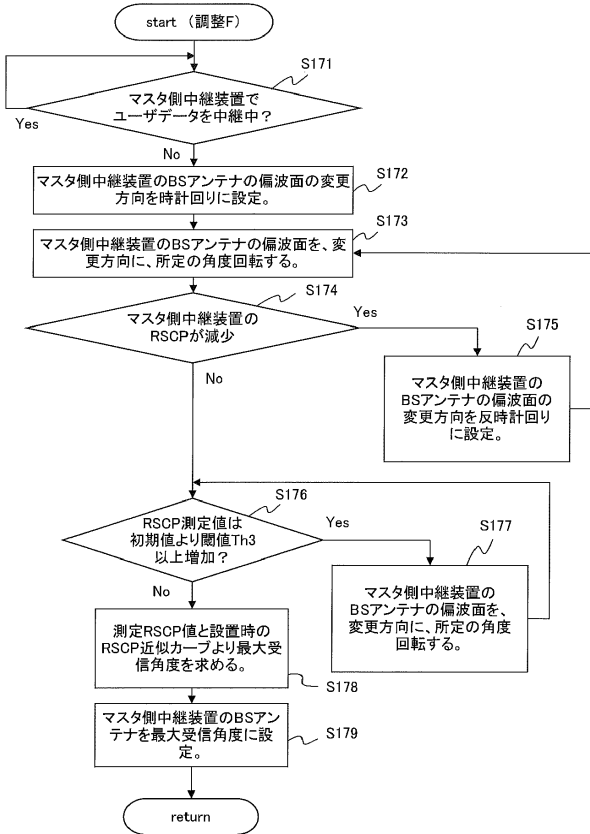 start （調整F）
S171
マスタ側中継装置で
ユーザデータを中継中？
Yes
No
S172
マスタ側中継装置のBSアンテナの偏波面の変更
方向を時計回りに設定。
S173
マスタ側中継装置のBSアンテナの偏波面を、変
更方向に、所定の角度回転する。
S174
マスタ側中継装置の
RSCPが減少
Yes
No
S175
マスタ側中継装置の
BSアンテナの偏波面の
変更方向を反時計回り
に設定。
S176
RSCP測定値は
初期値より閾値Th3
以上増加？
Yes
No
S177
マスタ側中継装置の
BSアンテナの偏波面を、
変更方向に、所定の角度
回転する。
測定RSCP値と設置時の
RSCP近似カーブより最大受
信角度を求める。
S178
マスタ側中継装置のBSアン
テナを最大受信角度に設
定。
S179
return